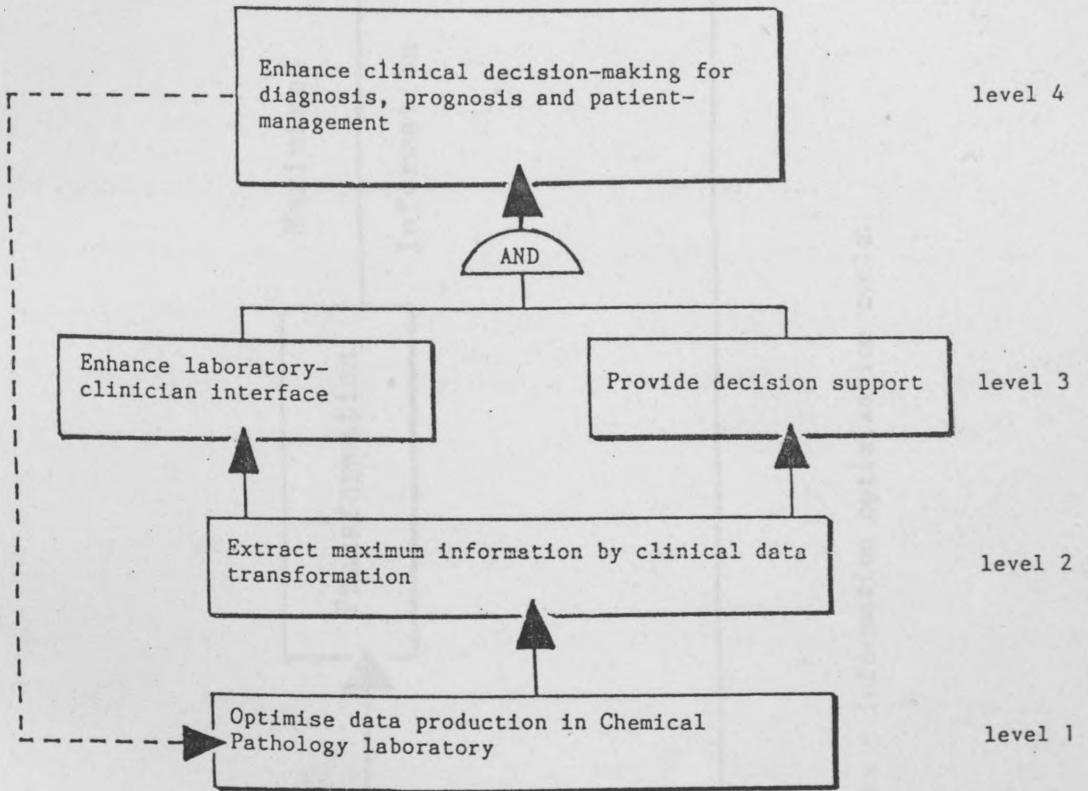 Enhance clinical decision-making for
diagnosis, prognosis and patient-
management
level 4
AND
Enhance laboratory-
clinician interface
Provide decision support
level 3
Extract maximum information by clinical data
transformation
level 2
Optimise data production in Chemical
Pathology laboratory
level 1